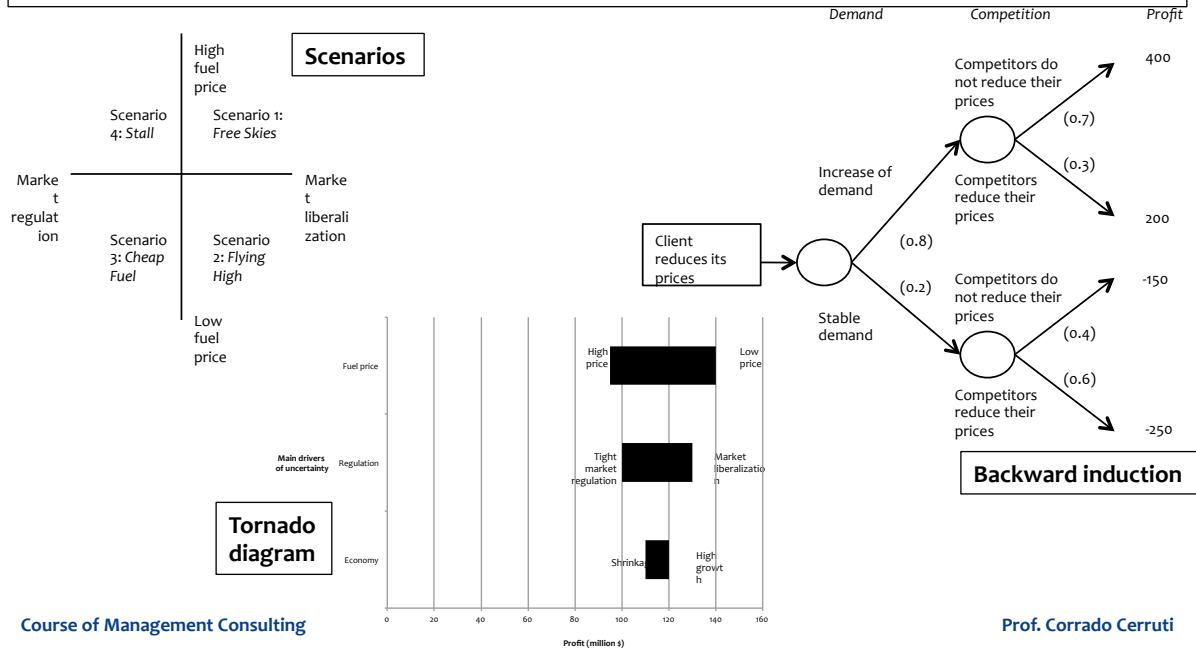 Demand
Competition
Profit
Scenarios
High
fuel
price
Scenario
4: Stall
Scenario 1:
Free Skies
Marke
t
regulat
ion
Marke
t
liberali
zation
Scenario
3: Cheap
Fuel
Scenario
2: Flying
High
Low
fuel
price
Competitors do
not reduce their
prices
400
(0.7)
(0.3)
Competitors
reduce their
prices
200
Increase of
demand
(0.8)
Client
reduces its
prices
(0.2)
Stable
demand
Competitors do
not reduce their
prices
-150
(0.4)
(0.6)
Competitors
reduce their
prices
-250
Backward induction
Fuel price
High
price
Low
price
Main drivers
of uncertainty
Regulation
Tight
market
regulation
Market
liberalizatio
n
Tornado
diagram
Economy
Shrinka
High
growt
h
0 20 40 60 80 100 120 140 160
Profit (million $)
Course of Management Consulting
Prof. Corrado Cerruti